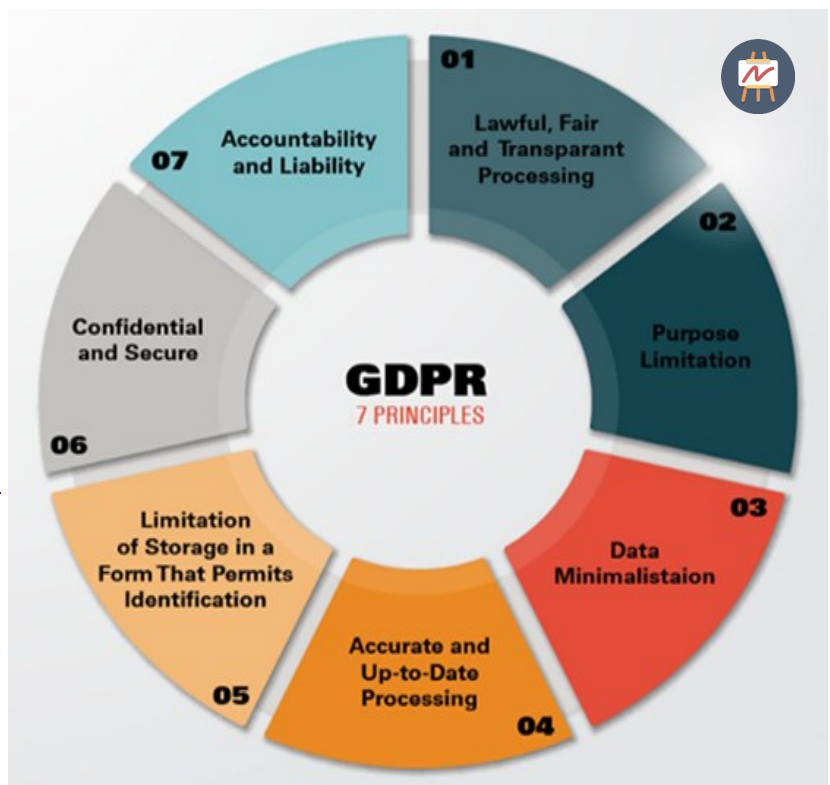 01
Lawful, Fair
and Transparant
Processing
02
Purpose
Limitation
03
Data
Minimalistaion
04
Accurate and
Up-to-Date
Processing
05
Limitation
of Storage in a
Form That Permits
Identification
06
Confidential
and Secure
07
Accountability
and Liability
GDPR
7 PRINCIPLES